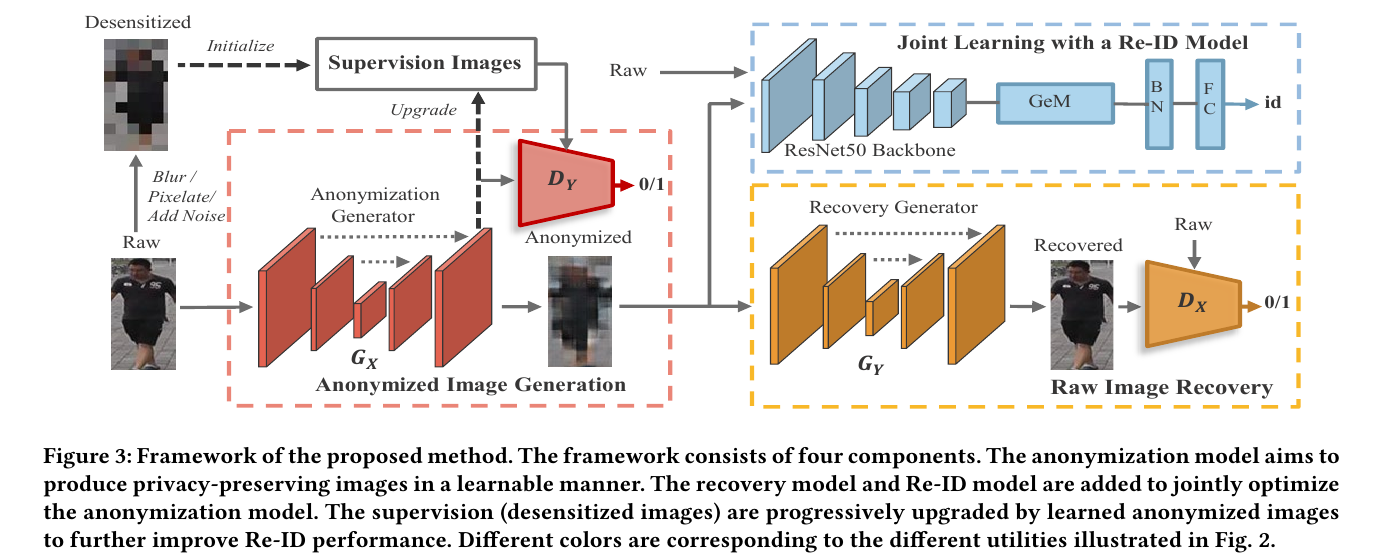 Desensitized
Initialize
Supervision Images
Upgrade
Blur /
Pixelate/
Add Noise
Raw
Anonymization
Generator
D_Y
0/1
Anonymized
G_X
Anonymized Image Generation
Joint Learning with a Re-ID Model
Raw
ResNet50 Backbone
GeM
BN
FC
id
Recovery Generator
G_Y
Recovered
Raw
D_X
0/1
Raw Image Recovery
Figure 3: Framework of the proposed method. The framework consists of four components. The anonymization model aims to
produce privacy-preserving images in a learnable manner. The recovery model and Re-ID model are added to jointly optimize
the anonymization model. The supervision (desensitized images) are progressively upgraded by learned anonymized images
to further improve Re-ID performance. Different colors are corresponding to the different utilities illustrated in Fig. 2.